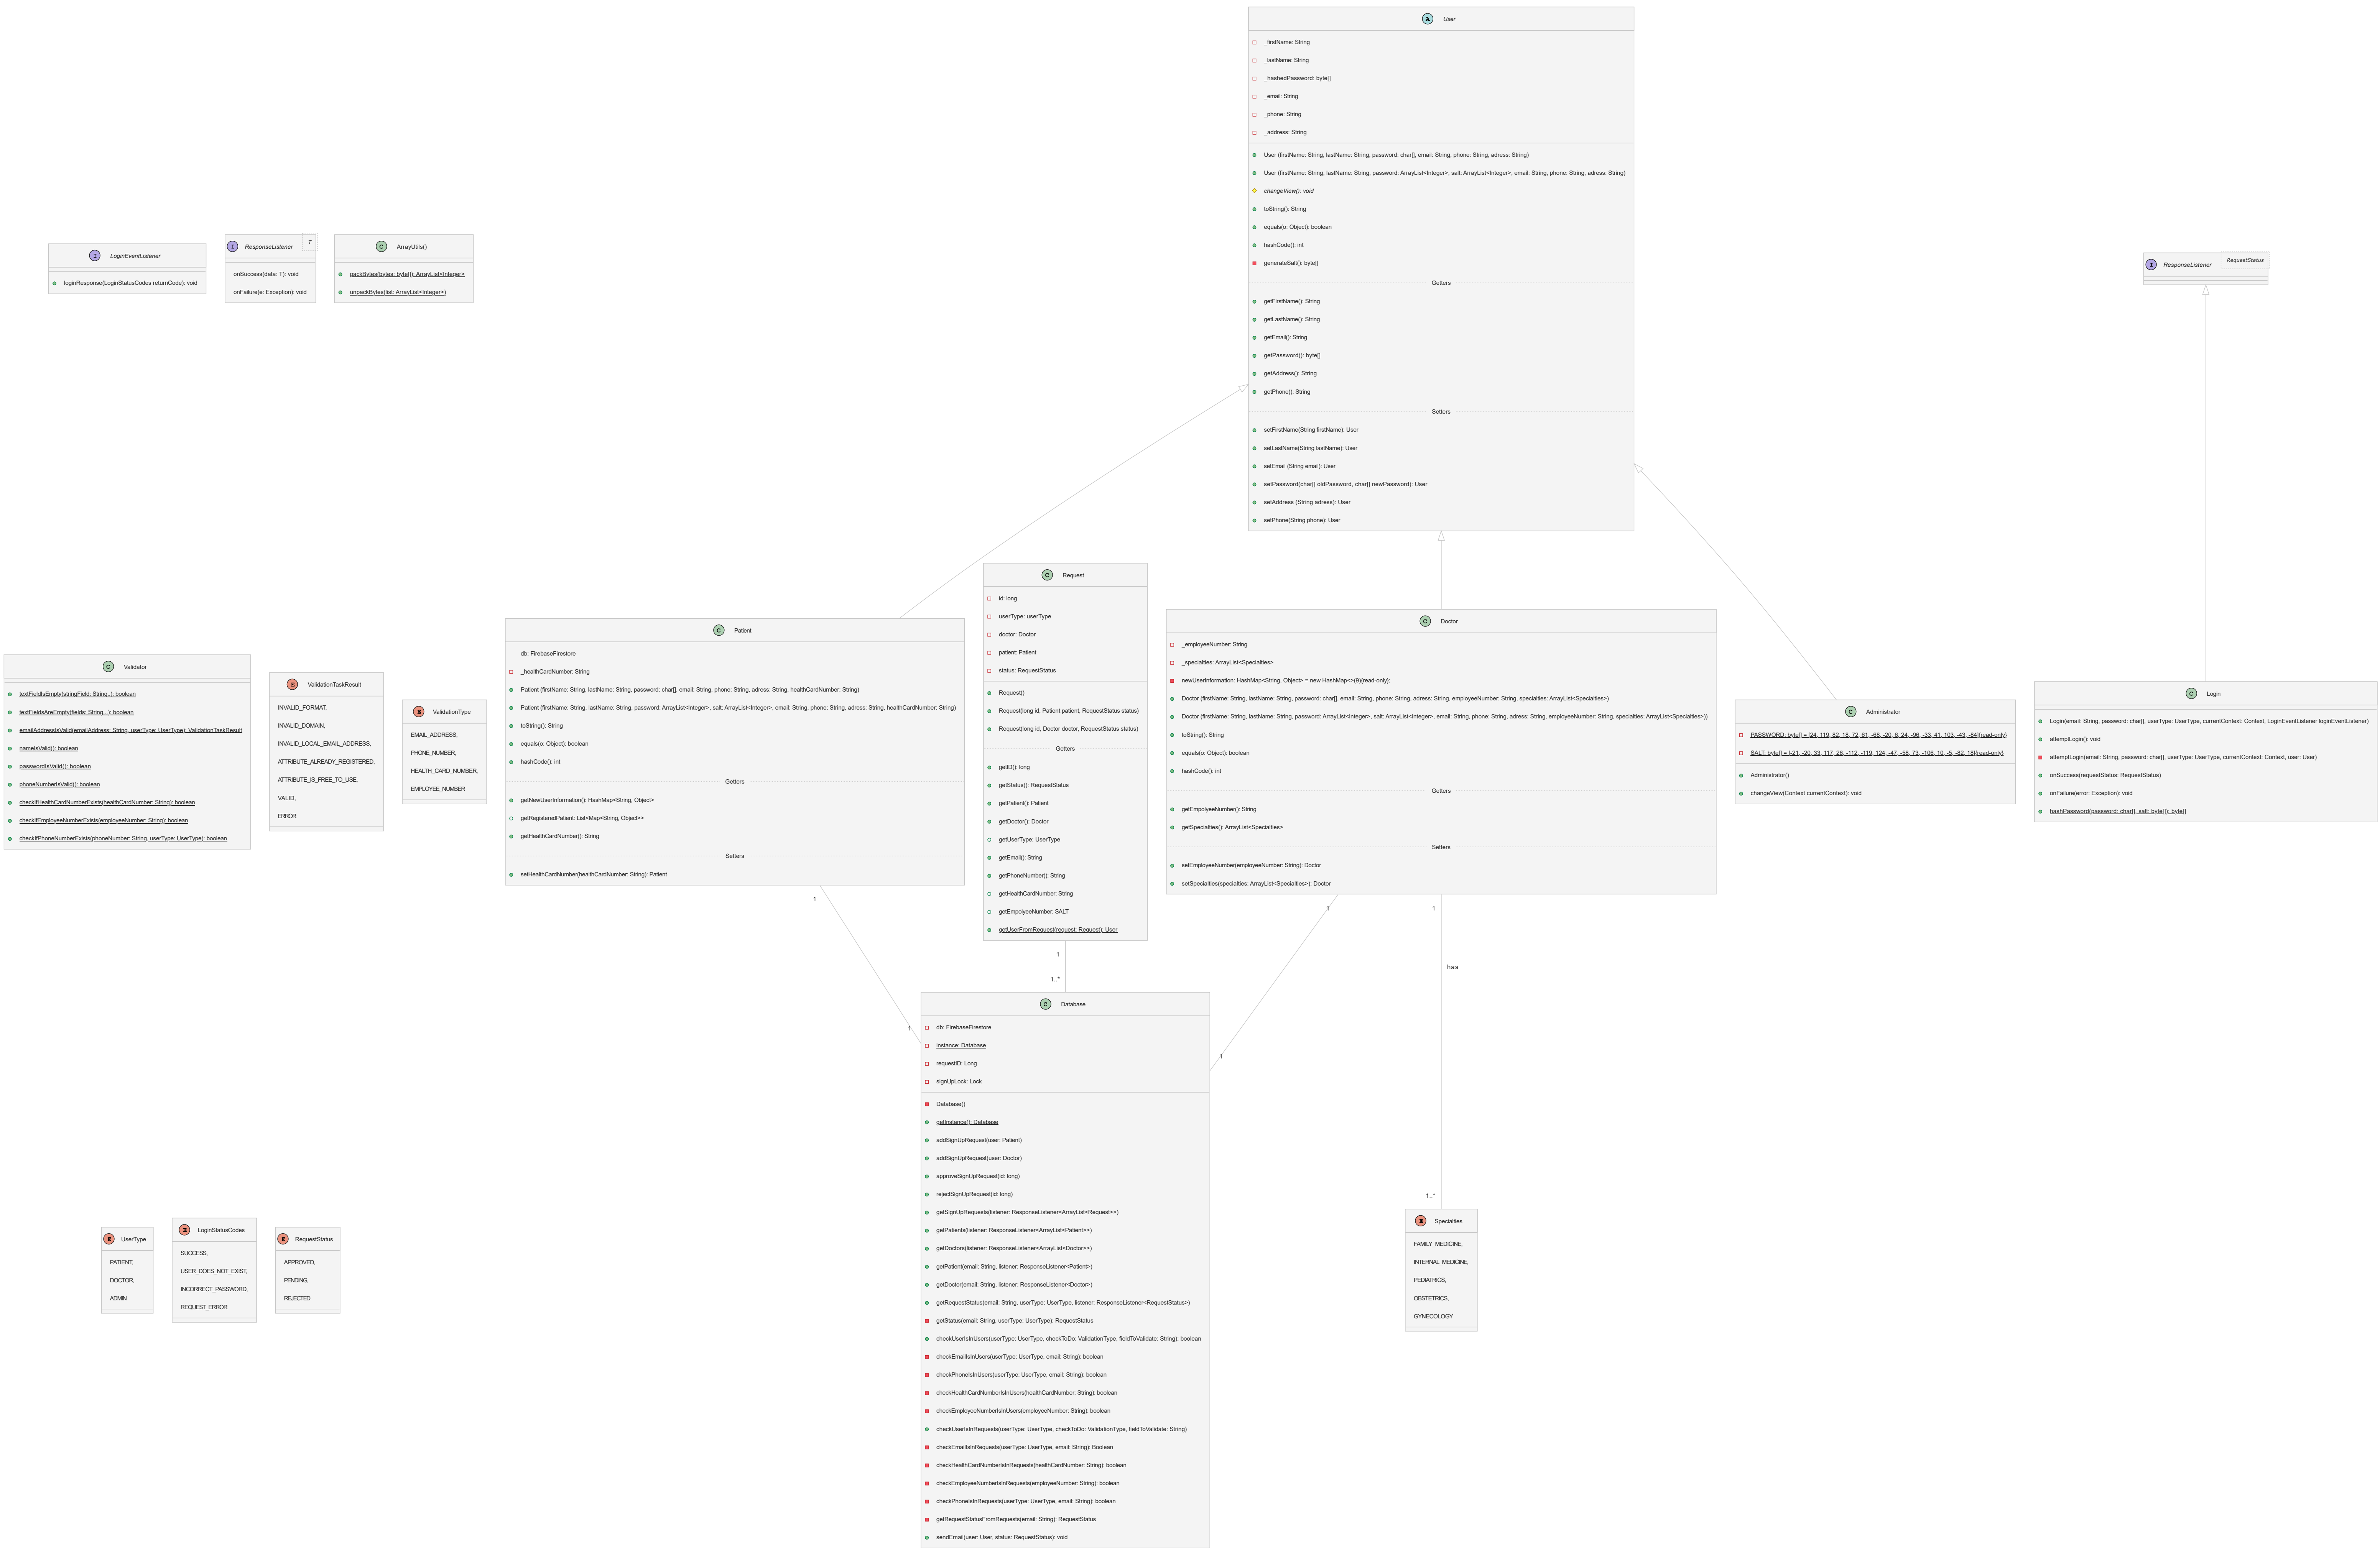 User
_firstName: String
_lastName: String
_hashedPassword: byte[]
_email: String
_phone: String
_address: String
User (firstName: String, lastName: String, password: char[], email: String, phone: String, adress: String)
User (firstName: String, lastName: String, password: ArrayList<Integer>, salt: ArrayList<Integer>, email: String, phone: String, adress: String)
changeView(): void
toString(): String
equals(o: Object): boolean
hashCode(): int
generateSalt(): byte[]
Getters
getFirstName(): String
getLastName(): String
getEmail(): String
getPassword(): byte[]
getAddress(): String
getPhone(): String
Setters
setFirstName(String firstName): User
setLastName(String lastName): User
setEmail (String email): User
setPassword(char[] oldPassword, char[] newPassword): User
setAddress (String adress): User
setPhone(String phone): User
LoginEventListener
loginResponse(LoginStatusCodes returnCode): void
ResponseListener
T
onSuccess(data: T): void
onFailure(e: Exception): void
ArrayUtils()
packBytes(bytes: byte[]): ArrayList<Integer>
unpackBytes(list: ArrayList<Integer>)
ResponseListener
RequestStatus
Validator
textFieldIsEmpty(stringField: String..): boolean
textFieldsAreEmpty(fields: String...): boolean
emailAddressIsValid(emailAddress: String, userType: UserType): ValidationTaskResult
nameIsValid(): boolean
passwordIsValid(): boolean
phoneNumberIsValid(): boolean
checkIfHealthCardNumberExists(healthCardNumber: String): boolean
checkIfEmployeeNumberExists(employeeNumber: String): boolean
checkIfPhoneNumberExists(phoneNumber: String, userType: UserType): boolean
ValidationTaskResult
INVALID_FORMAT,
INVALID_DOMAIN,
INVALID_LOCAL_EMAIL_ADDRESS,
ATTRIBUTE_ALREADY_REGISTERED,
ATTRIBUTE_IS_FREE_TO_USE,
VALID,
ERROR
ValidationType
EMAIL_ADDRESS,
PHONE_NUMBER,
HEALTH_CARD_NUMBER,
EMPLOYEE_NUMBER
Patient
db: FirebaseFirestore
_healthCardNumber: String
Patient (firstName: String, lastName: String, password: char[], email: String, phone: String, adress: String, healthCardNumber: String)
Patient (firstName: String, lastName: String, password: ArrayList<Integer>, salt: ArrayList<Integer>, email: String, phone: String, adress: String, healthCardNumber: String)
toString(): String
equals(o: Object): boolean
hashCode(): int
Getters
getNewUserInformation(): HashMap<String, Object>
getRegisteredPatient: List<Map<String, Object>>
getHealthCardNumber(): String
Setters
setHealthCardNumber(healthCardNumber: String): Patient
Request
id: long
userType: userType
doctor: Doctor
patient: Patient
status: RequestStatus
Request()
Request(long id, Patient patient, RequestStatus status)
Request(long id, Doctor doctor, RequestStatus status)
Getters
getID(): long
getStatus(): RequestStatus
getPatient(): Patient
getDoctor(): Doctor
getUserType: UserType
getEmail(): String
getPhoneNumber(): String
getHealthCardNumber: String
getEmpolyeeNumber: SALT
getUserFromRequest(request: Request): User
Doctor
_employeeNumber: String
_specialties: ArrayList<Specialties>
newUserInformation: HashMap<String, Object> = new HashMap<>(9){read-only};
Doctor (firstName: String, lastName: String, password: char[], email: String, phone: String, adress: String, employeeNumber: String, specialties: ArrayList<Specialties>)
Doctor (firstName: String, lastName: String, password: ArrayList<Integer>, salt: ArrayList<Integer>, email: String, phone: String, adress: String, employeeNumber: String, specialties: ArrayList<Specialties>))
toString(): String
equals(o: Object): boolean
hashCode(): int
Getters
getEmpolyeeNumber(): String
getSpecialties(): ArrayList<Specialties>
Setters
setEmployeeNumber(employeeNumber: String): Doctor
setSpecialties(specialties: ArrayList<Specialties>): Doctor
Administrator
PASSWORD: byte[] = [24, 119, 82, 18, 72, 61, -68, -20, 6, 24, -96, -33, 41, 103, -43, -84]{read-only}
SALT: byte[] = [-21, -20, 33, 117, 26, -112, -119, 124, -47, -58, 73, -106, 10, -5, -82, 18]{read-only}
Administrator()
changeView(Context currentContext): void
Login
Login(email: String, password: char[], userType: UserType, currentContext: Context, LoginEventListener loginEventListener)
attemptLogin(): void
attemptLogin(email: String, password: char[], userType: UserType, currentContext: Context, user: User)
onSuccess(requestStatus: RequestStatus)
onFailure(error: Exception): void
hashPassword(password: char[], salt: byte[]): byte[]
1
1
1
1..*
1
1
1
has
1..*
Database
db: FirebaseFirestore
instance: Database
requestID: Long
signUpLock: Lock
Database()
getInstance(): Database
addSignUpRequest(user: Patient)
addSignUpRequest(user: Doctor)
approveSignUpRequest(id: long)
rejectSignUpRequest(id: long)
getSignUpRequests(listener: ResponseListener<ArrayList<Request>>)
getPatients(listener: ResponseListener<ArrayList<Patient>>)
getDoctors(listener: ResponseListener<ArrayList<Doctor>>)
getPatient(email: String, listener: ResponseListener<Patient>)
getDoctor(email: String, listener: ResponseListener<Doctor>)
getRequestStatus(email: String, userType: UserType, listener: ResponseListener<RequestStatus>)
getStatus(email: String, userType: UserType): RequestStatus
checkUserIsInUsers(userType: UserType, checkToDo: ValidationType, fieldToValidate: String): boolean
checkEmailIsInUsers(userType: UserType, email: String): boolean
checkPhoneIsInUsers(userType: UserType, email: String): boolean
checkHealthCardNumberIsInUsers(healthCardNumber: String): boolean
checkEmployeeNumberIsInUsers(employeeNumber: String): boolean
checkUserIsInRequests(userType: UserType, checkToDo: ValidationType, fieldToValidate: String)
checkEmailIsInRequests(userType: UserType, email: String): Boolean
checkHealthCardNumberIsInRequests(healthCardNumber: String): boolean
checkEmployeeNumberIsInRequests(employeeNumber: String): boolean
checkPhoneIsInRequests(userType: UserType, email: String): boolean
getRequestStatusFromRequests(email: String): RequestStatus
sendEmail(user: User, status: RequestStatus): void
UserType
PATIENT,
DOCTOR,
ADMIN
LoginStatusCodes
SUCCESS,
USER_DOES_NOT_EXIST,
INCORRECT_PASSWORD,
REQUEST_ERROR
RequestStatus
APPROVED,
PENDING,
REJECTED
Specialties
FAMILY_MEDICINE,
INTERNAL_MEDICINE,
PEDIATRICS,
OBSTETRICS,
GYNECOLOGY